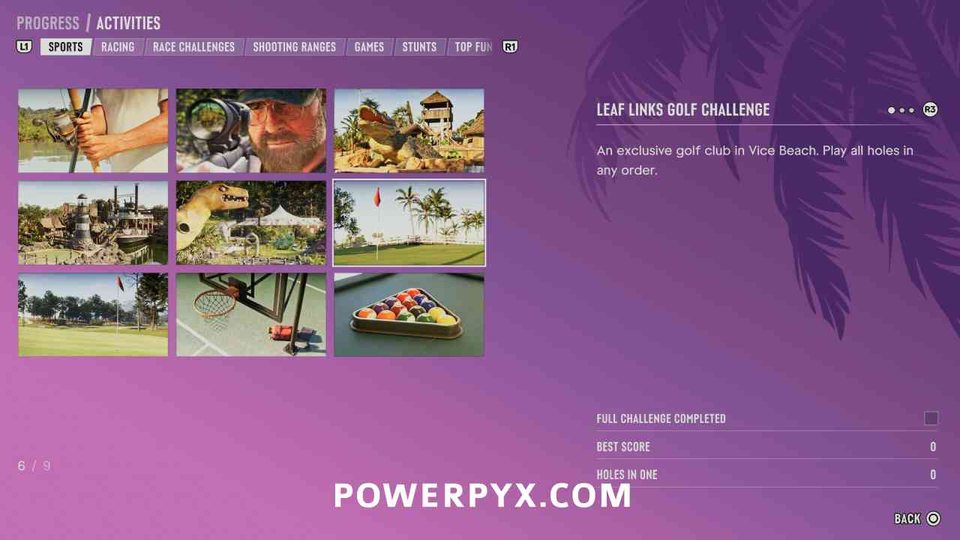 PROGRESS / ACTIVITIES
L1 SPORTS RACING RACE CHALLENGES SHOOTING RANGES GAMES STUNTS TOP FUN R1
LEAF LINKS GOLF CHALLENGE R3
An exclusive golf club in Vice Beach. Play all holes in
any order.
FULL CHALLENGE COMPLETED
BEST SCORE 0
6 / 9
HOLES IN ONE 0
POWERPYX.COM
BACK